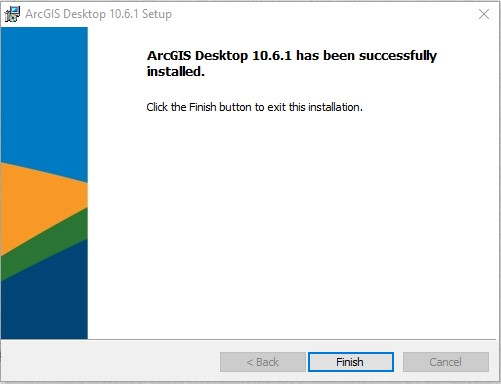 ArcGIS Desktop 10.6.1 Setup
ArcGIS Desktop 10.6.1 has been successfully
installed.
Click the Finish button to exit this installation.
< Back
Finish
Cancel